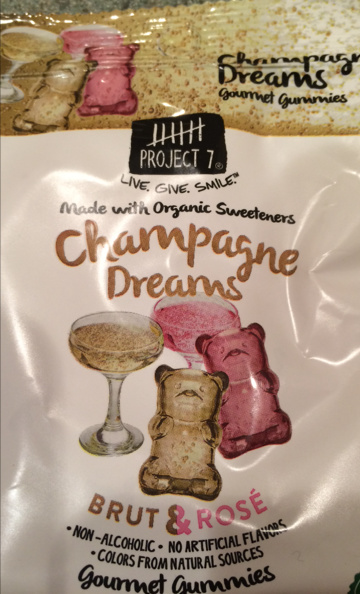 Champagne
Dreams
Gourmet Gummies
PROJECT 7®
LIVE. GIVE. SMILE.™
Made with Organic Sweeteners
Champagne
Dreams
BRUT & ROSÉ
• NON-ALCOHOLIC • NO ARTIFICIAL FLAVORS
• COLORS FROM NATURAL SOURCES
Gourmet Gummies